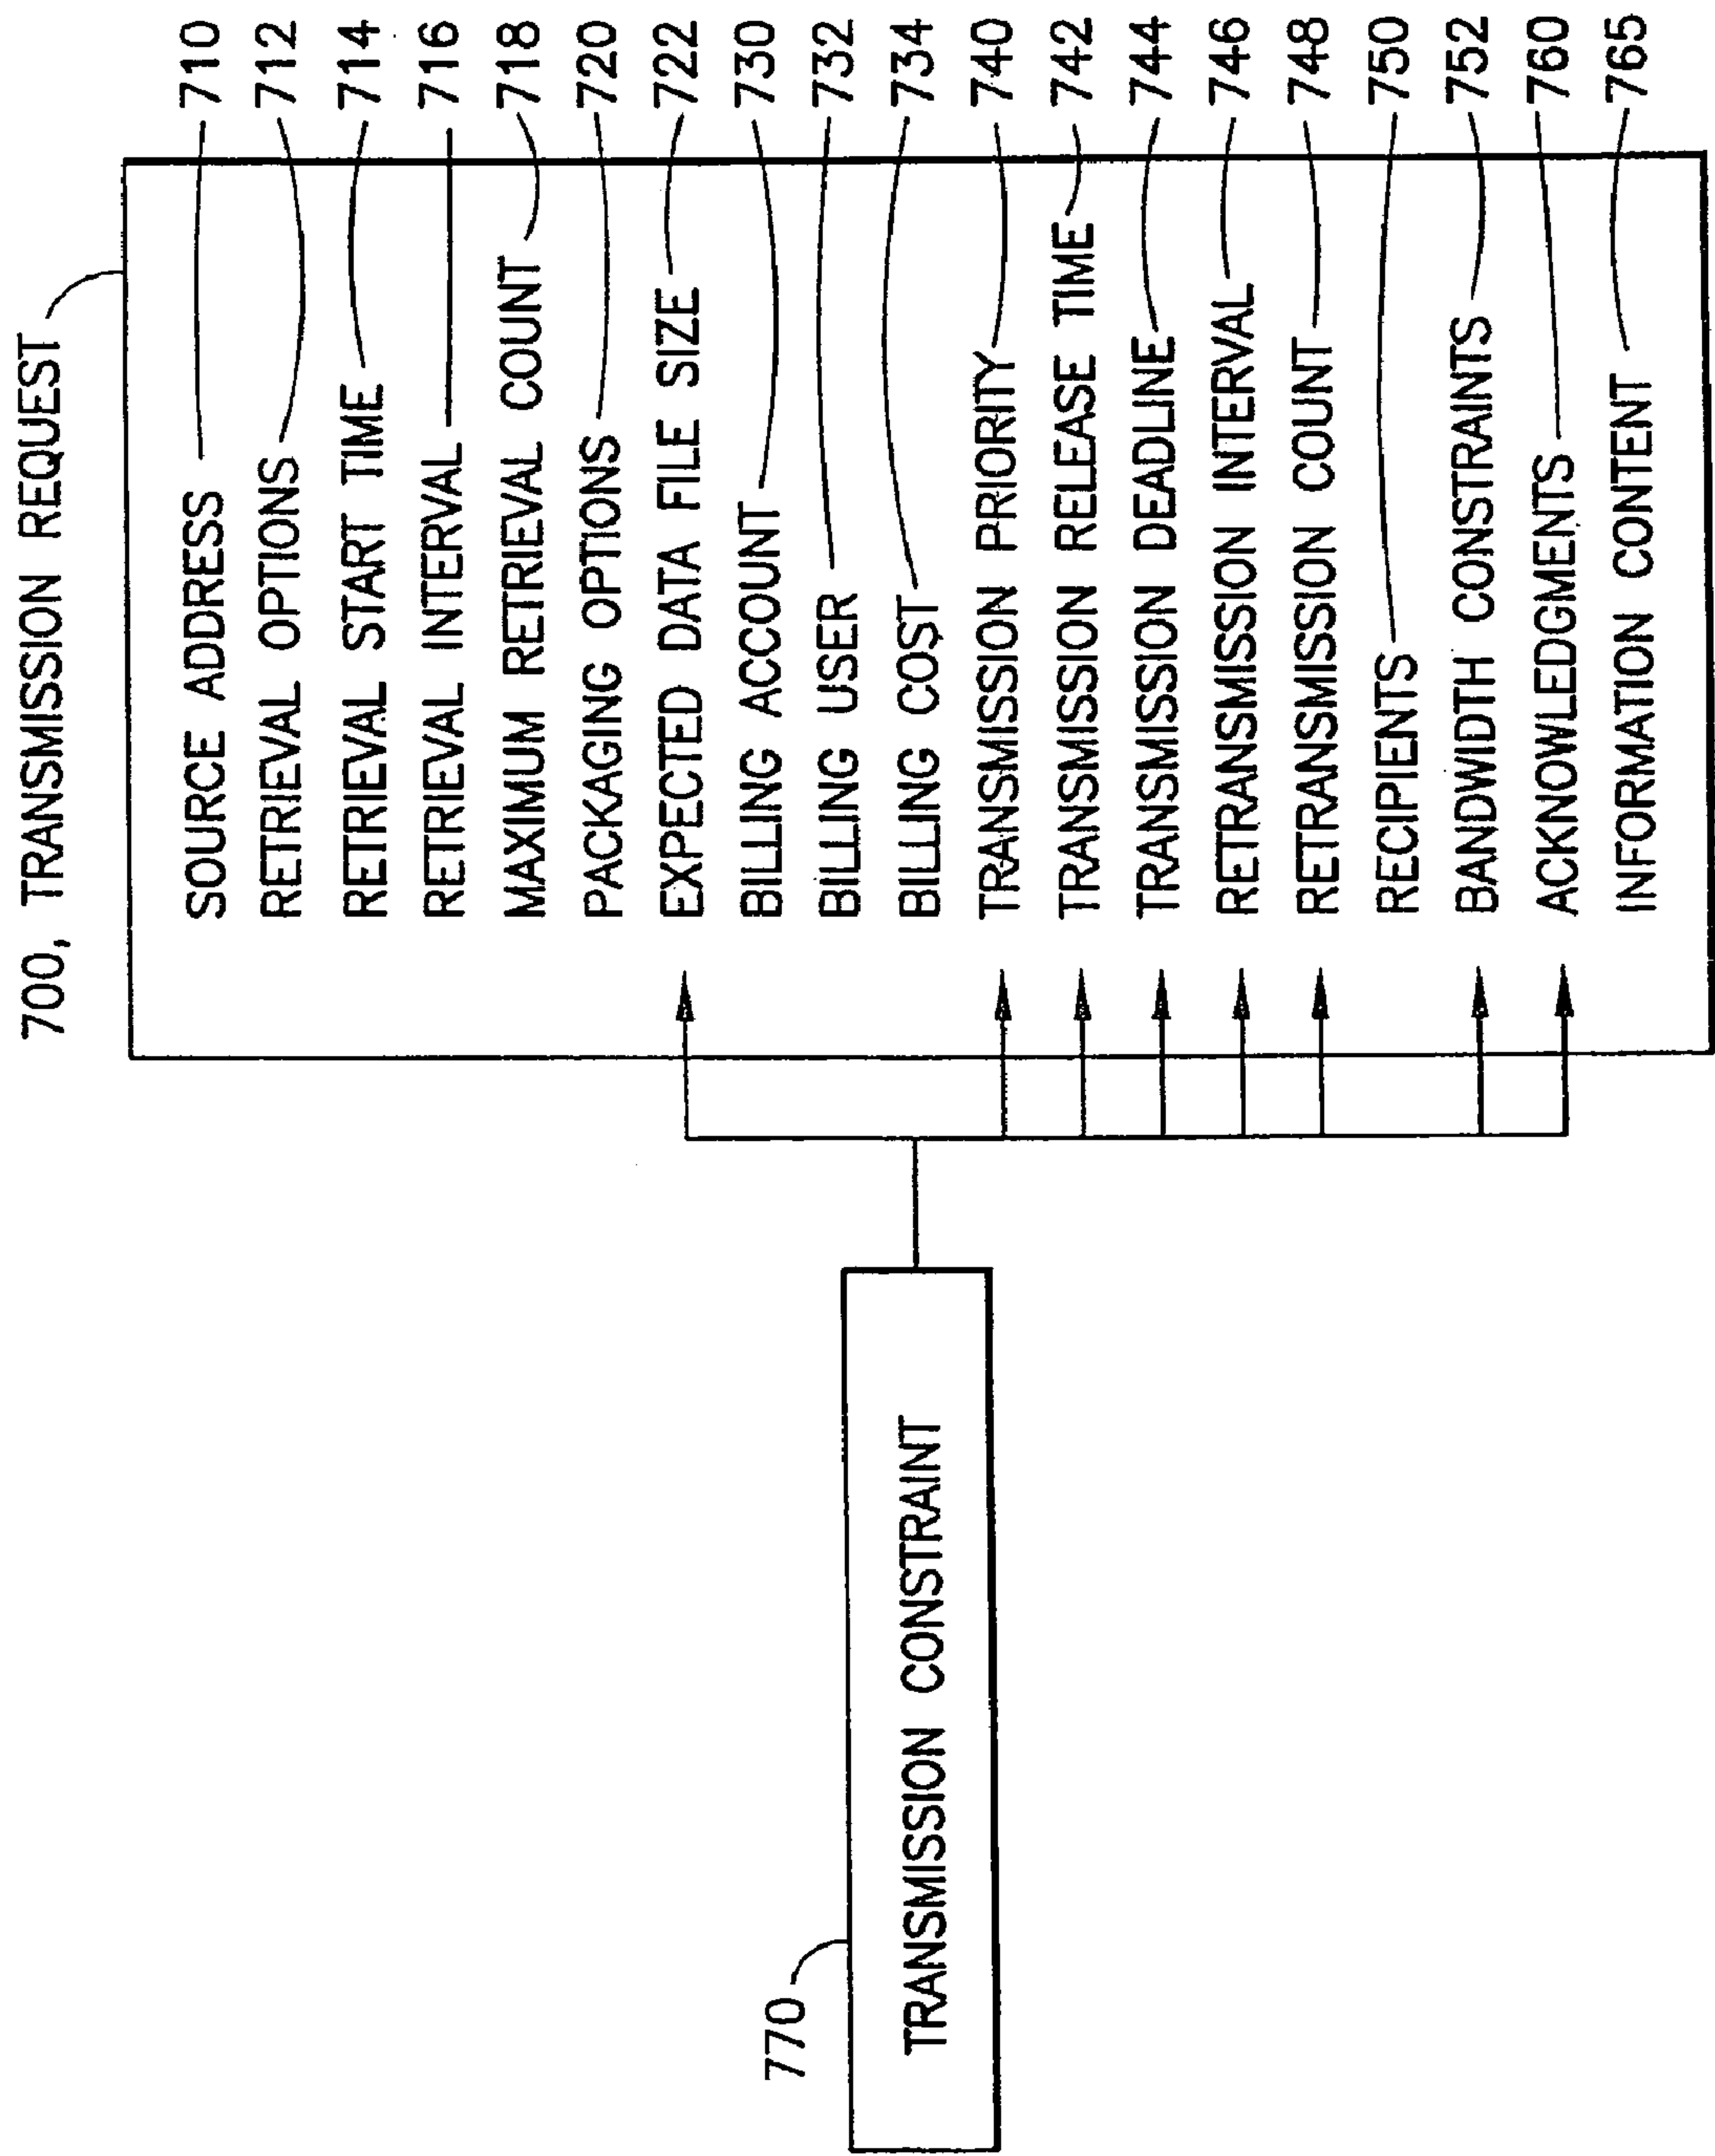 700, TRANSMISSION REQUEST
SOURCE ADDRESS 710
RETRIEVAL OPTIONS 712
RETRIEVAL START TIME 714
RETRIEVAL INTERVAL 716
MAXIMUM RETRIEVAL COUNT 718
PACKAGING OPTIONS 720
EXPECTED DATA FILE SIZE 722
BILLING ACCOUNT 730
BILLING USER 732
BILLING COST 734
TRANSMISSION PRIORITY 740
TRANSMISSION RELEASE TIME 742
TRANSMISSION DEADLINE 744
RETRANSMISSION INTERVAL 746
RETRANSMISSION COUNT 748
RECIPIENTS 750
BANDWIDTH CONSTRAINTS 752
ACKNOWLEDGMENTS 760
INFORMATION CONTENT 765
770
TRANSMISSION CONSTRAINT